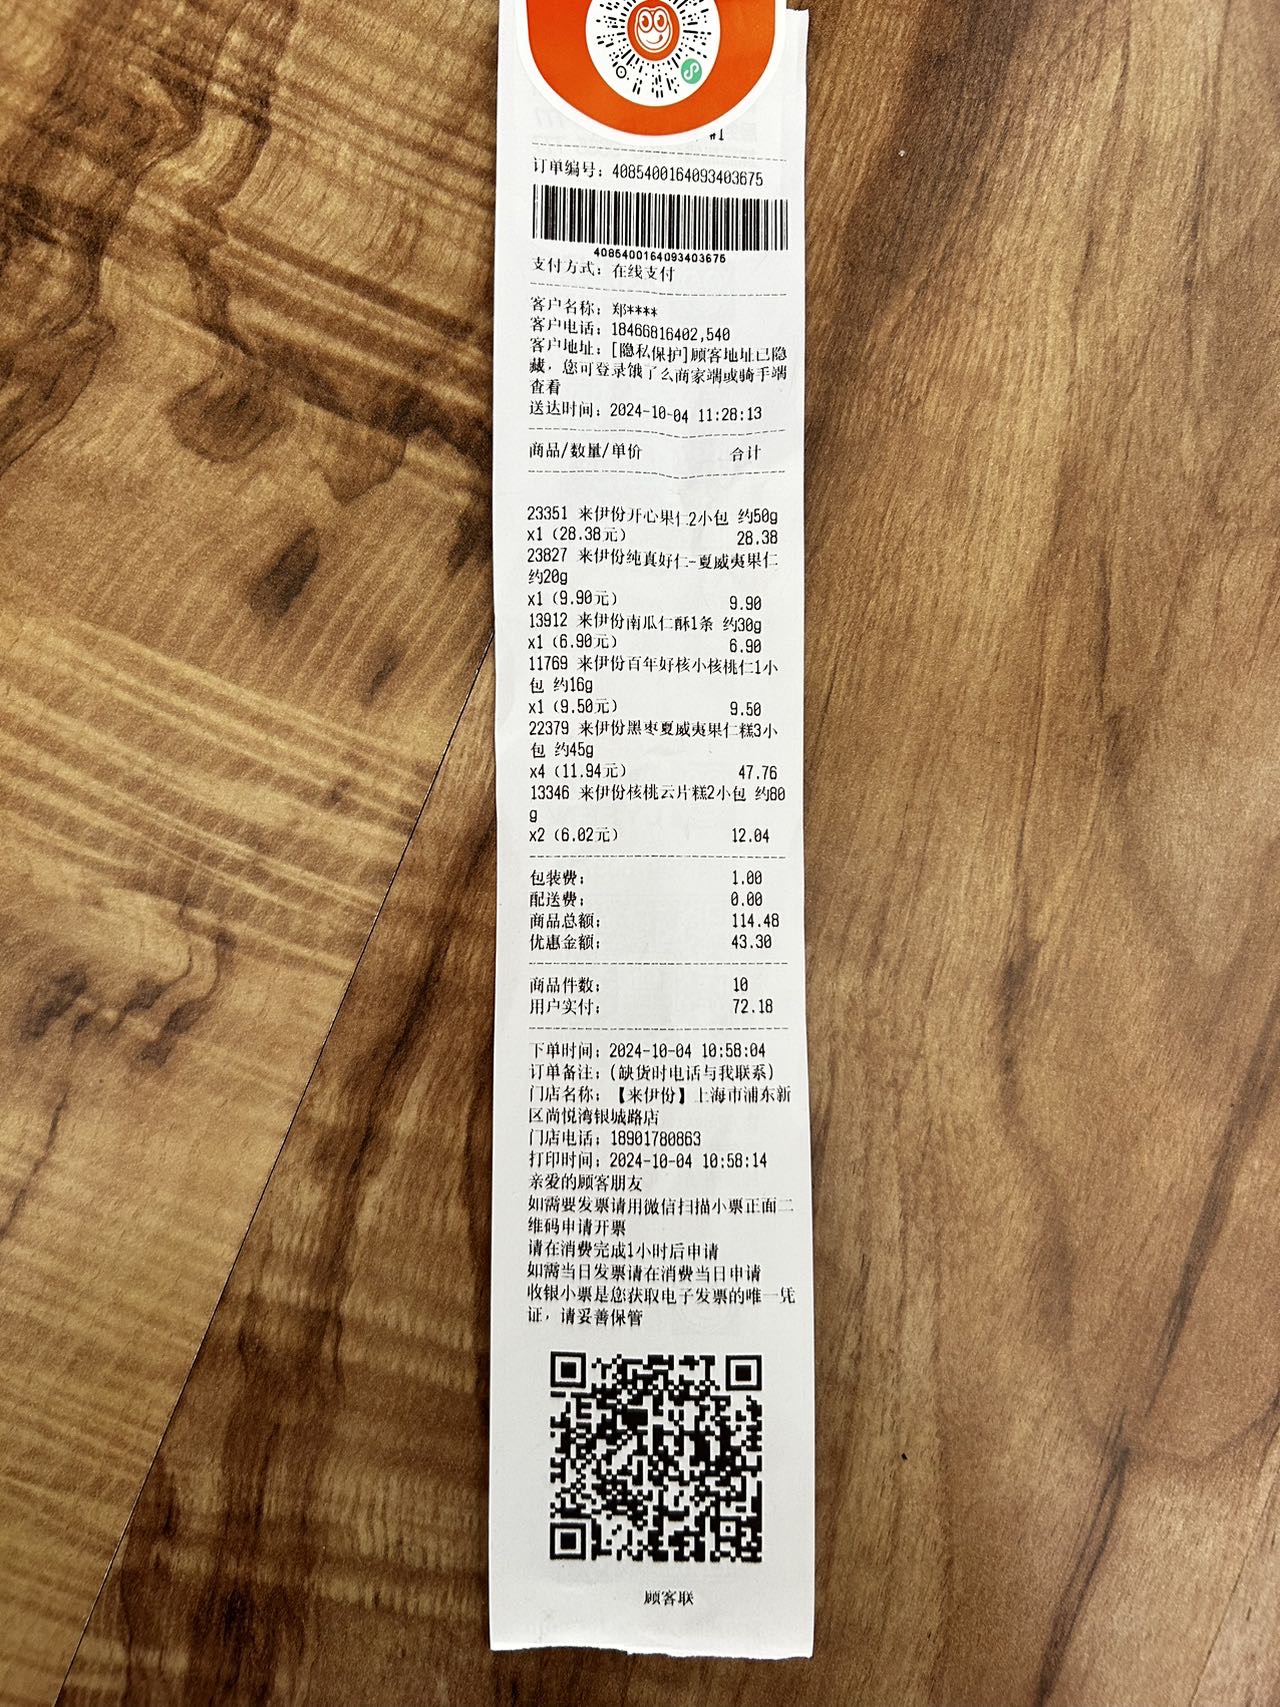 订单编号：4085400164093403675
4085400164093403675
支付方式：在线支付
客户名称：郑****
客户电话：18466816402,540
客户地址：[隐私保护]顾客地址已隐
藏，您可登录饿了么商家端或骑手端
查看
送达时间：2024-10-04 11:28:13
商品/数量/单价 合计
23351 来伊份开心果仁2小包 约50g
x1（28.38元） 28.38
23827 来伊份纯真好仁-夏威夷果仁
约20g
x1（9.90元） 9.90
13912 来伊份南瓜仁酥1条 约30g
x1（6.90元） 6.90
11769 来伊份百年好核小核桃仁1小
包 约16g
x1（9.50元） 9.50
22379 来伊份黑枣夏威夷果仁糕3小
包 约45g
x4（11.94元） 47.76
13346 来伊份核桃云片糕2小包 约80
g
x2（6.02元） 12.04
包装费： 1.00
配送费： 0.00
商品总额： 114.48
优惠金额： 43.30
商品件数： 10
用户实付： 72.18
下单时间：2024-10-04 10:58:04
订单备注：(缺货时电话与我联系)
门店名称：【来伊份】上海市浦东新
区尚悦湾银城路店
门店电话：18901780863
打印时间：2024-10-04 10:58:14
亲爱的顾客朋友
如需要发票请用微信扫描小票正面二
维码申请开票
请在消费完成1小时后申请
如需当日发票请在消费当日申请
收银小票是您获取电子发票的唯一凭
证，请妥善保管
顾客联